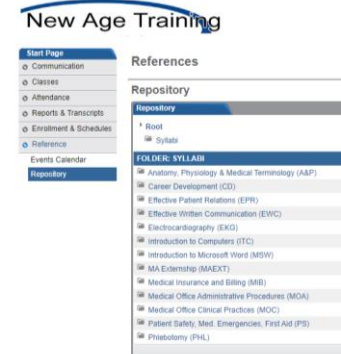 New Age Training
Start Page
Communication
Classes
Attendance
Reports & Transcripts
Enrollment & Schedules
Reference
Events Calendar
Repository
References
Repository
Repository
Root
Syllabi
FOLDER: SYLLABI
Anatomy, Physiology & Medical Terminology (A&P)
Career Development (CD)
Effective Patient Relations (EPR)
Effective Written Communication (EWC)
Electrocardiography (EKG)
Introduction to Computers (ITC)
Introduction to Microsoft Word (MSW)
MA Externship (MAEXT)
Medical Insurance and Billing (MIB)
Medical Office Administrative Procedures (MOA)
Medical Office Clinical Practices (MOC)
Patient Safety, Med. Emergencies, First Aid (PS)
Phlebotomy (PHL)